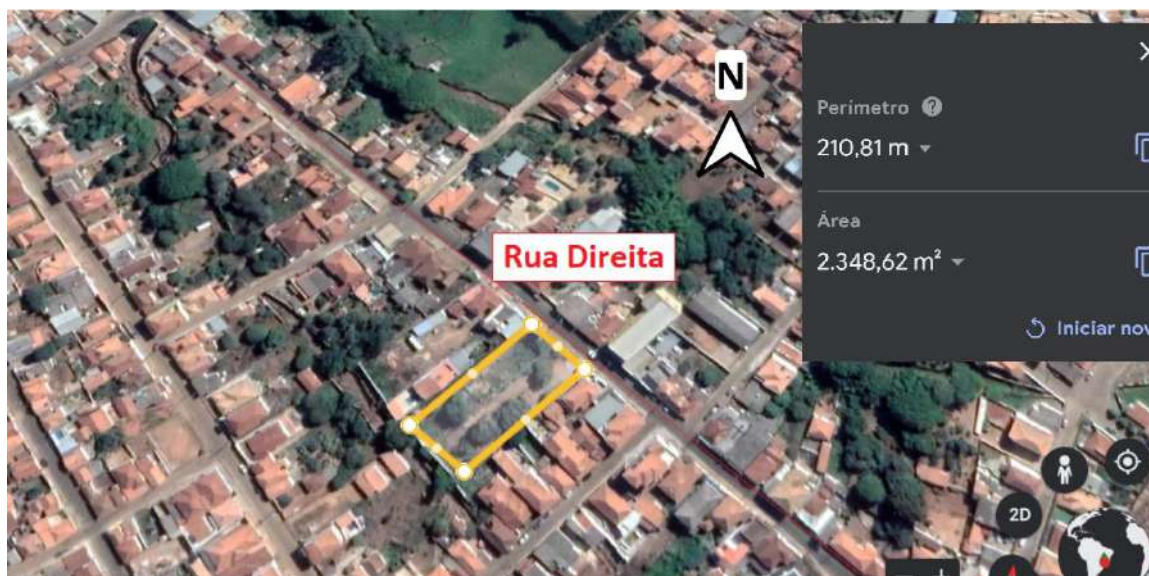 N
Perímetro
210,81 m
Rua Direita
Área
2.348,62 m²
Iniciar nov
2D